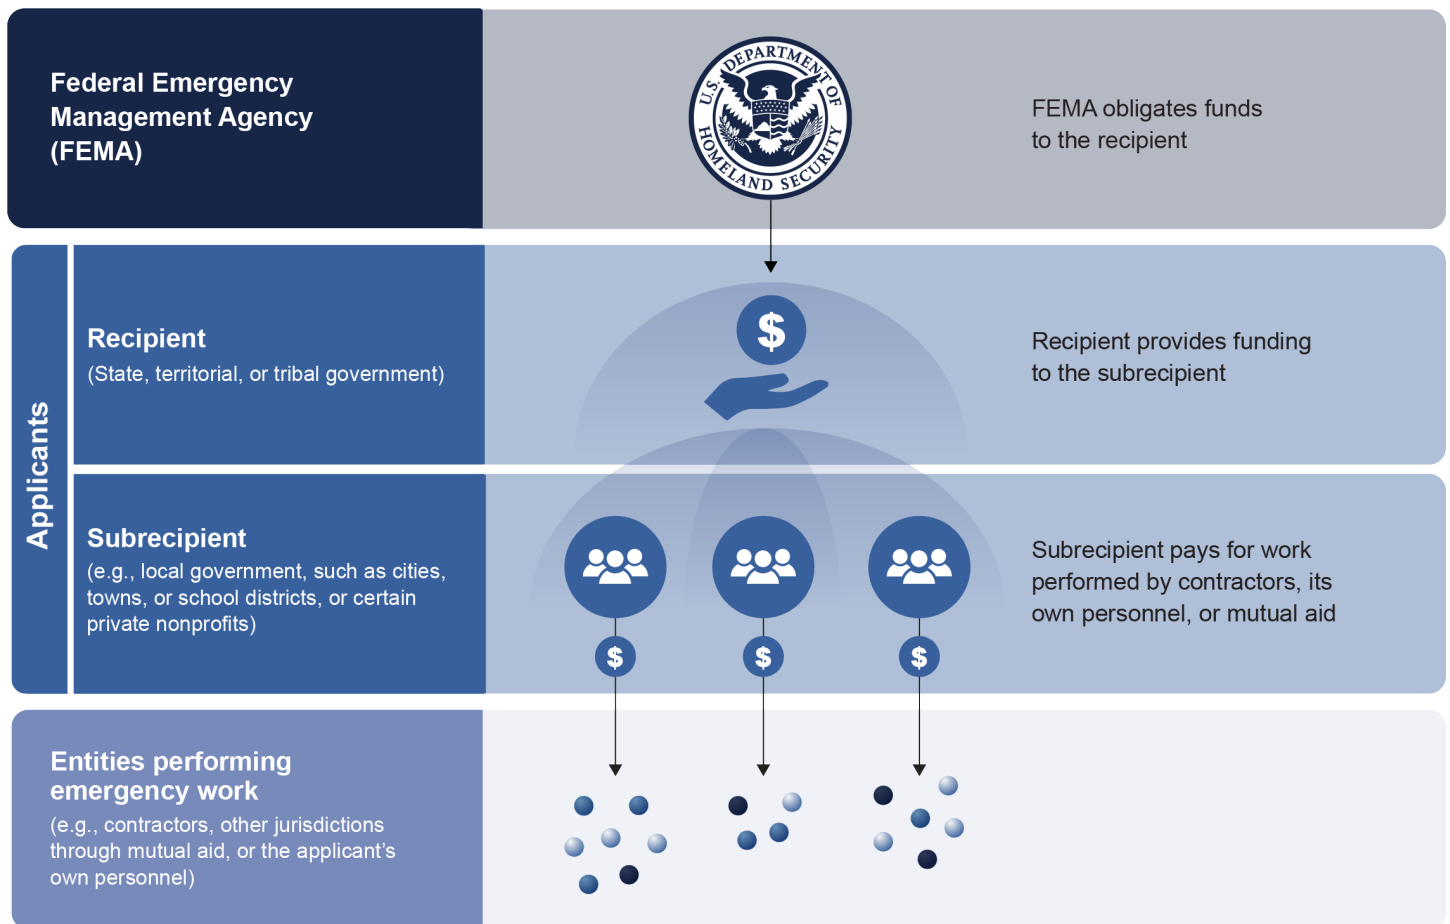 Federal Emergency
Management Agency
(FEMA)
U.S. DEPARTMENT OF
HOMELAND SECURITY
FEMA obligates funds
to the recipient
Applicants
Recipient
(State, territorial, or tribal government)
$
Recipient provides funding
to the subrecipient
Subrecipient
(e.g., local government, such as cities,
towns, or school districts, or certain
private nonprofits)
$
$
$
Subrecipient pays for work
performed by contractors, its
own personnel, or mutual aid
Entities performing
emergency work
(e.g., contractors, other jurisdictions
through mutual aid, or the applicant’s
own personnel)